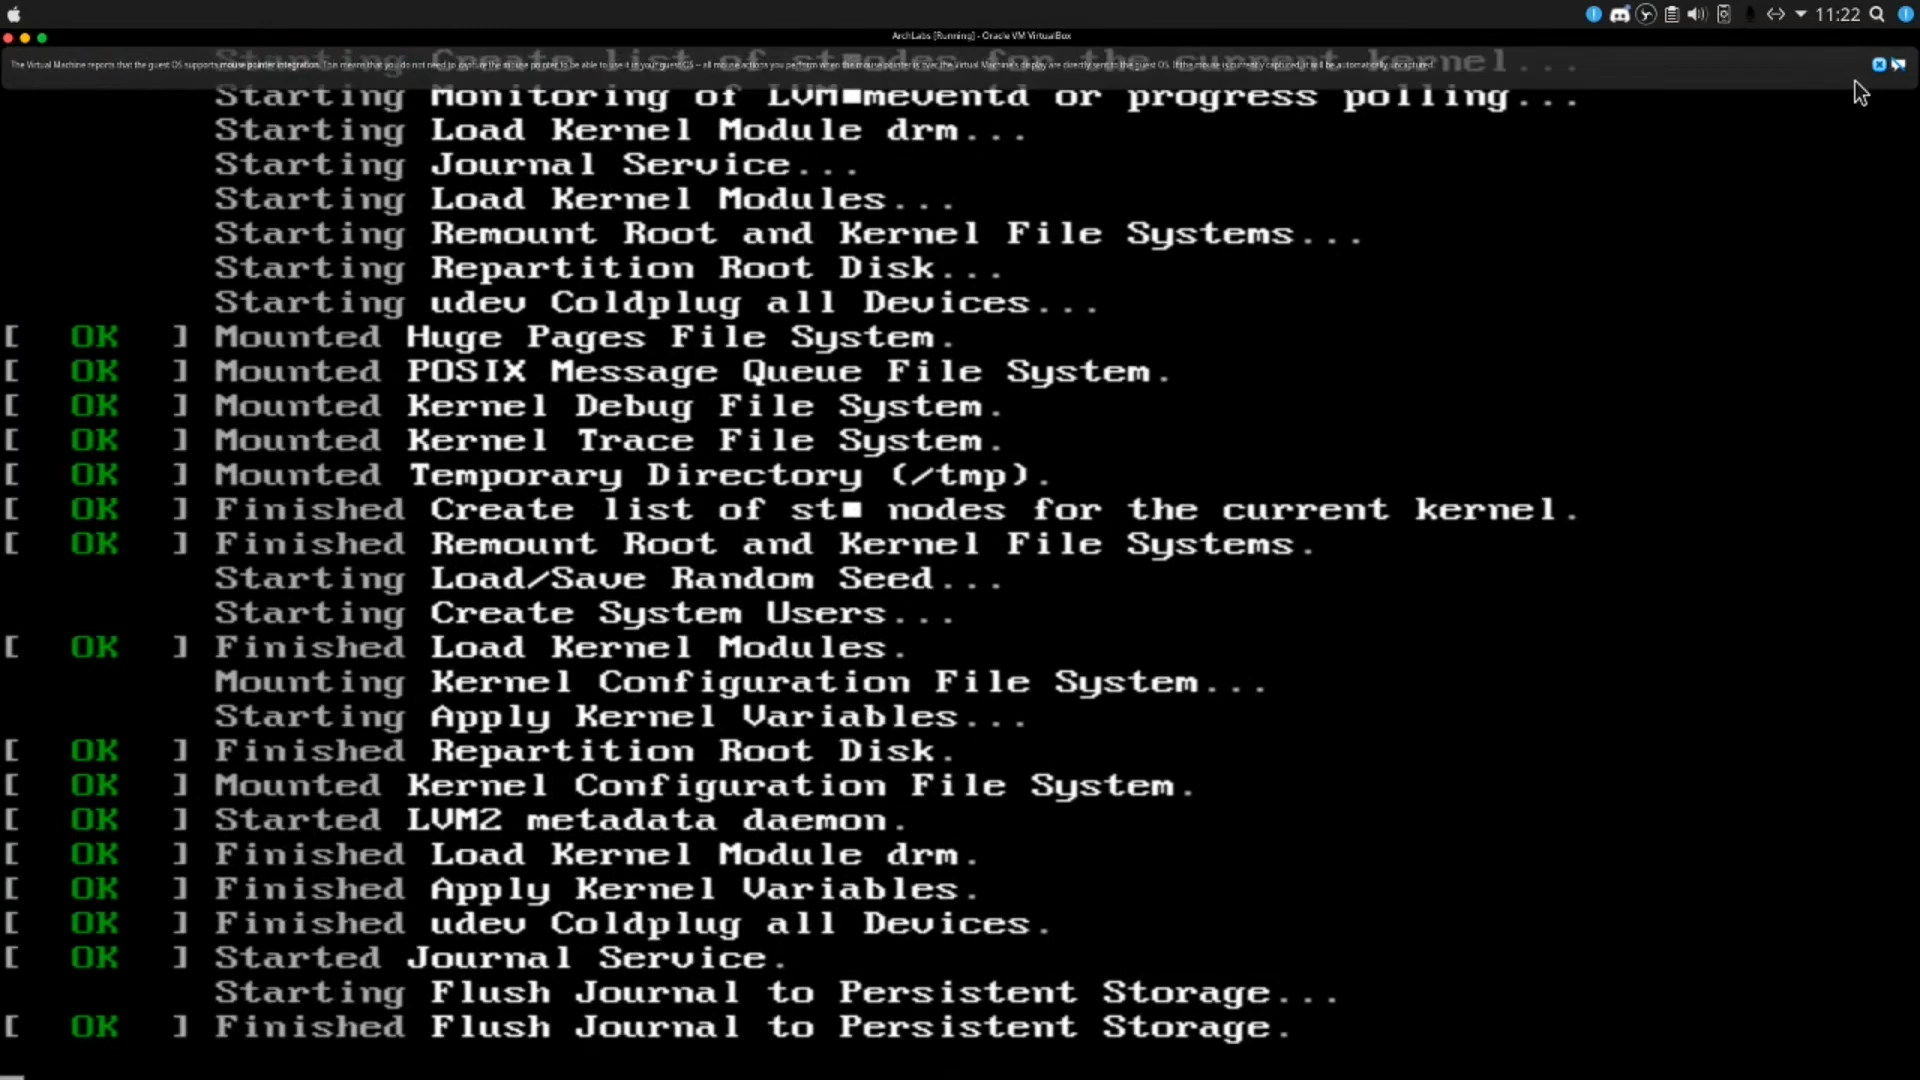 11:22
ArchLabs [Running] - Oracle VM VirtualBox
Starting Create list of st■nodes for the current kernel...
The Virtual Machine reports that the guest OS supports mouse pointer integration. This means that you do not need to capture the mouse pointer to be able to use it in your guest OS -- all mouse actions you perform when the mouse pointer is over the Virtual Machine's display are directly sent to the guest OS. If the mouse is currently captured, it will be automatically uncaptured.
Starting Monitoring of LVM■meventd or progress polling...
Starting Load Kernel Module drm...
Starting Journal Service...
Starting Load Kernel Modules...
Starting Remount Root and Kernel File Systems...
Starting Repartition Root Disk...
Starting udev Coldplug all Devices...
[ OK ] Mounted Huge Pages File System.
[ OK ] Mounted POSIX Message Queue File System.
[ OK ] Mounted Kernel Debug File System.
[ OK ] Mounted Kernel Trace File System.
[ OK ] Mounted Temporary Directory (/tmp).
[ OK ] Finished Create list of st■ nodes for the current kernel.
[ OK ] Finished Remount Root and Kernel File Systems.
Starting Load/Save Random Seed...
Starting Create System Users...
[ OK ] Finished Load Kernel Modules.
Mounting Kernel Configuration File System...
Starting Apply Kernel Variables...
[ OK ] Finished Repartition Root Disk.
[ OK ] Mounted Kernel Configuration File System.
[ OK ] Started LVM2 metadata daemon.
[ OK ] Finished Load Kernel Module drm.
[ OK ] Finished Apply Kernel Variables.
[ OK ] Finished udev Coldplug all Devices.
[ OK ] Started Journal Service.
Starting Flush Journal to Persistent Storage...
[ OK ] Finished Flush Journal to Persistent Storage.